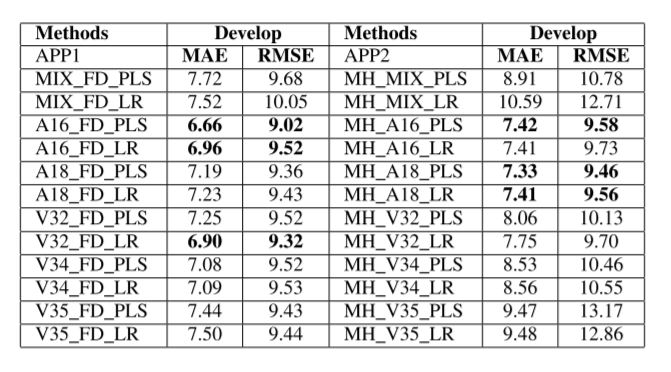 Methods Develop Methods Develop
APP1 MAE RMSE APP2 MAE RMSE
MIX_FD_PLS 7.72 9.68 MH_MIX_PLS 8.91 10.78
MIX_FD_LR 7.52 10.05 MH_MIX_LR 10.59 12.71
A16_FD_PLS 6.66 9.02 MH_A16_PLS 7.42 9.58
A16_FD_LR 6.96 9.52 MH_A16_LR 7.41 9.73
A18_FD_PLS 7.19 9.36 MH_A18_PLS 7.33 9.46
A18_FD_LR 7.23 9.43 MH_A18_LR 7.41 9.56
V32_FD_PLS 7.25 9.52 MH_V32_PLS 8.06 10.13
V32_FD_LR 6.90 9.32 MH_V32_LR 7.75 9.70
V34_FD_PLS 7.08 9.52 MH_V34_PLS 8.53 10.46
V34_FD_LR 7.09 9.53 MH_V34_LR 8.56 10.55
V35_FD_PLS 7.44 9.43 MH_V35_PLS 9.47 13.17
V35_FD_LR 7.50 9.44 MH_V35_LR 9.48 12.86